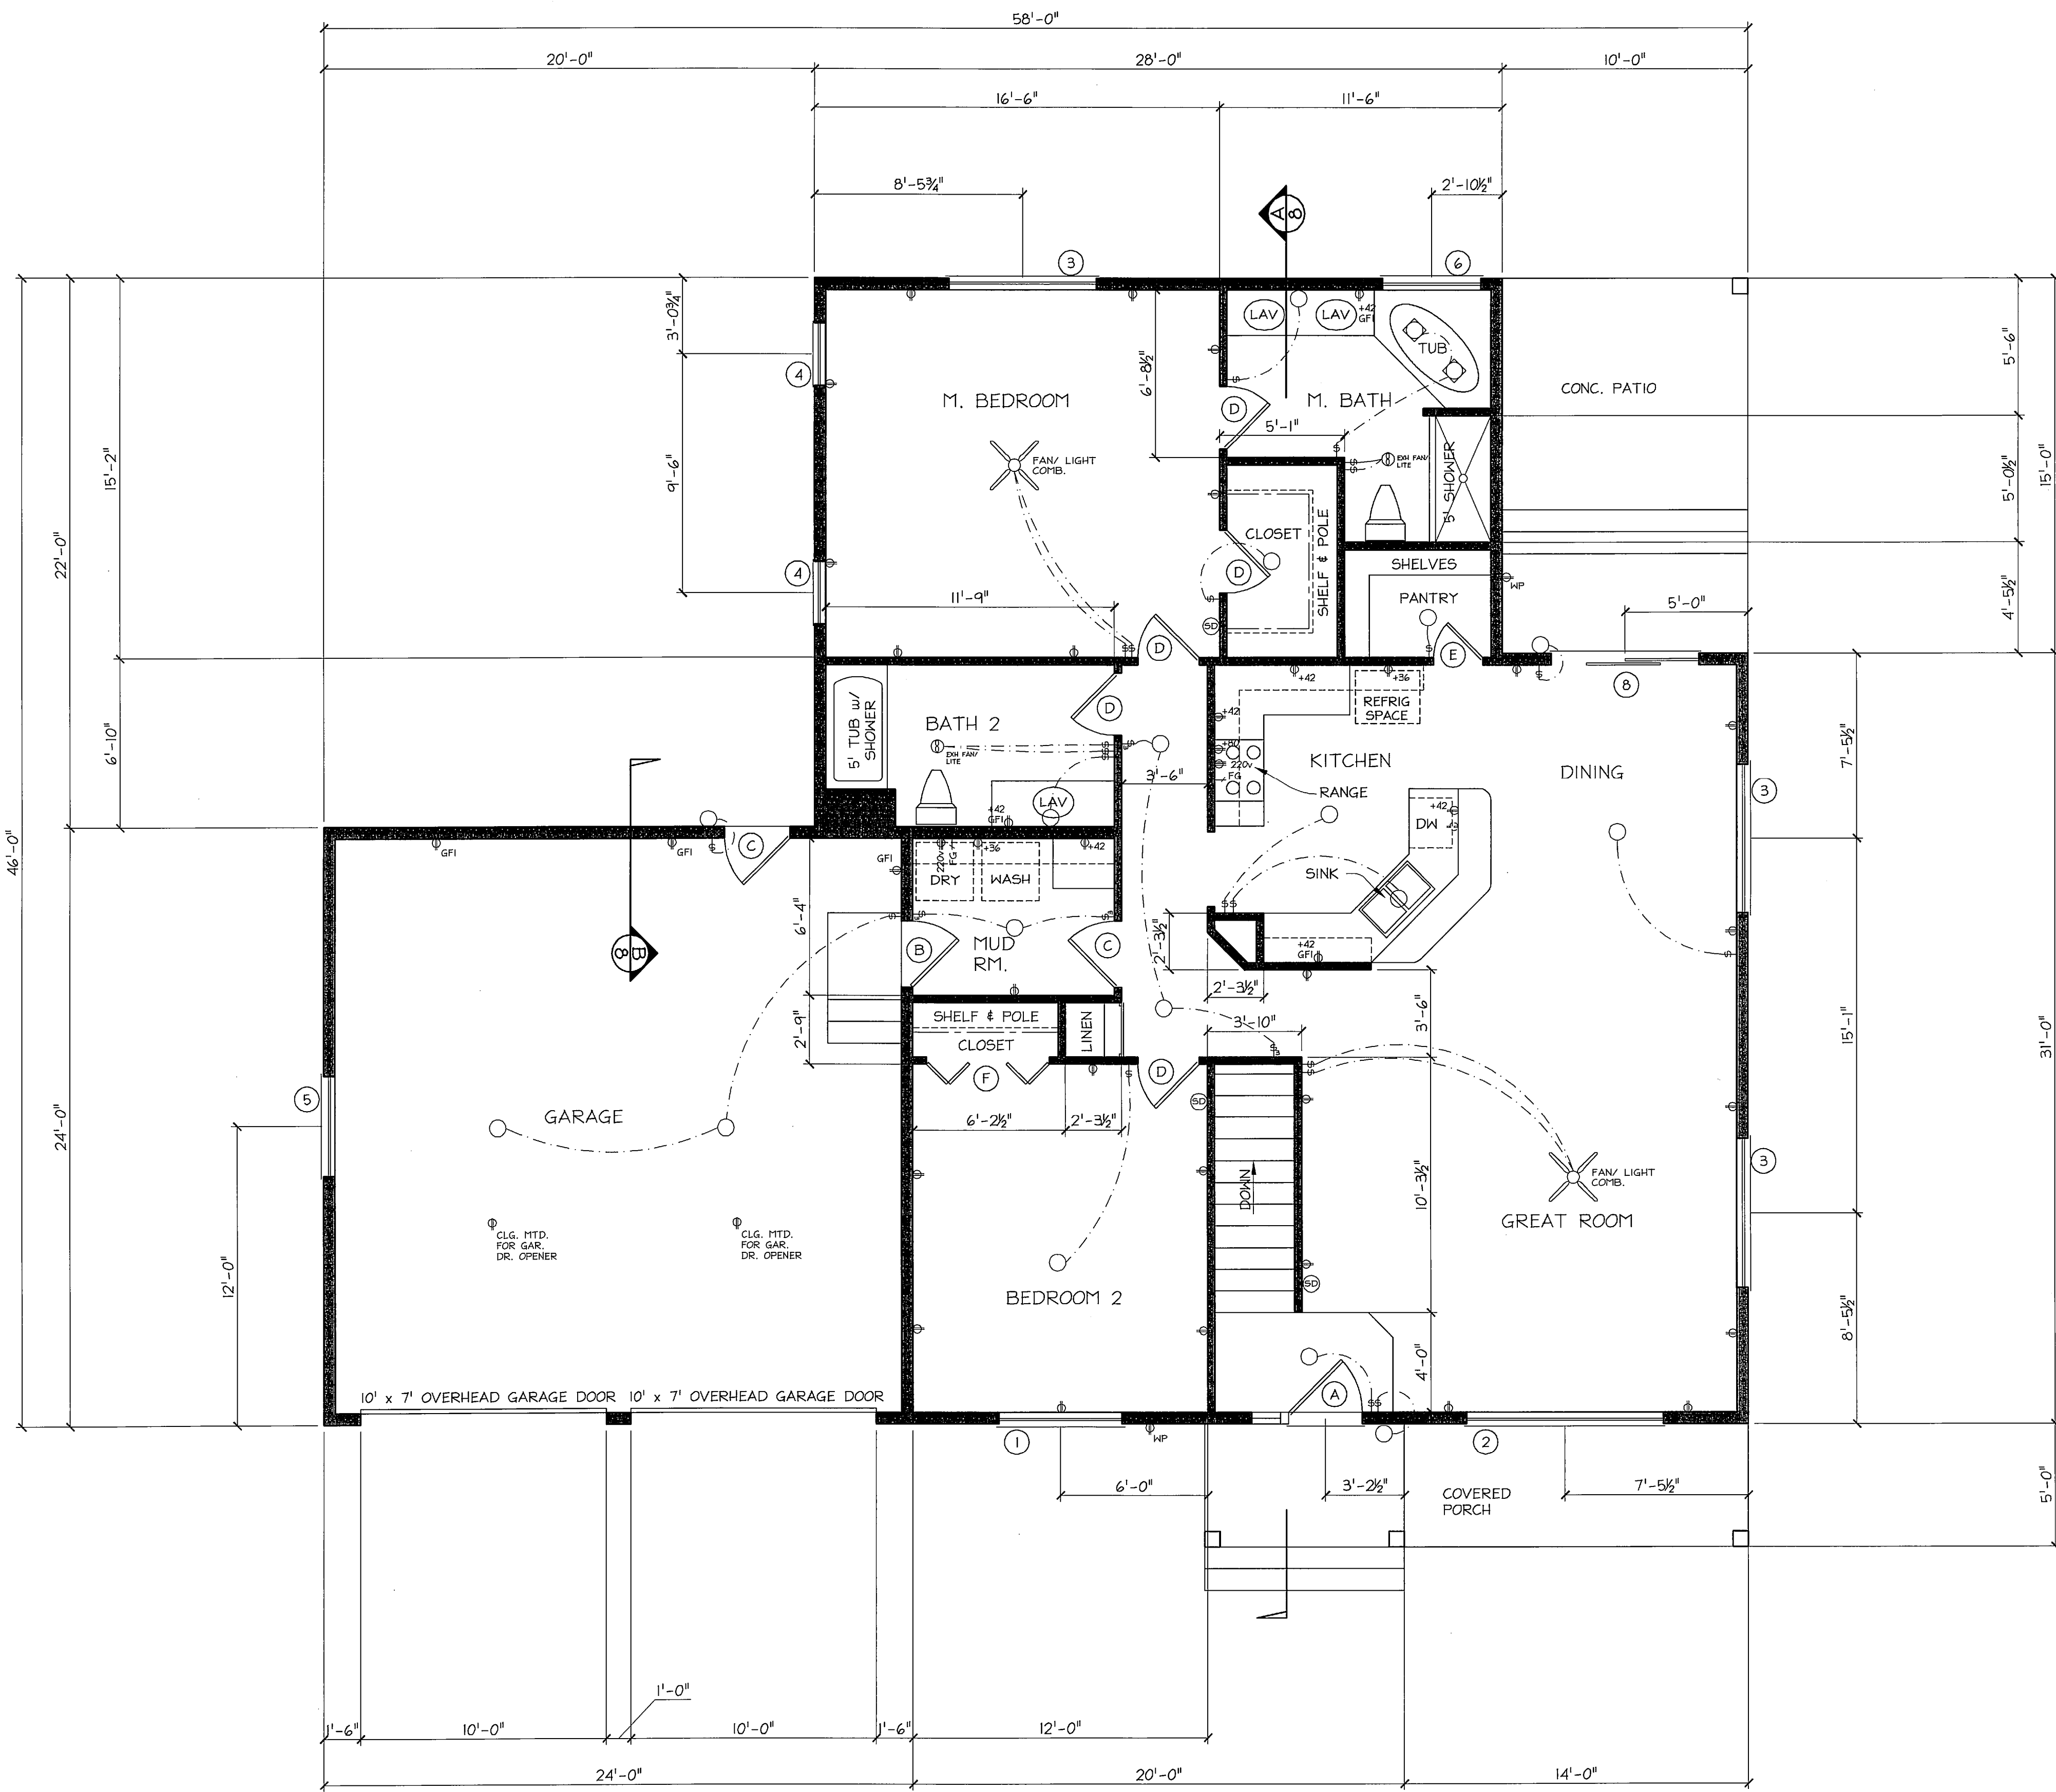 58'-0"
20'-0" 28'-0" 10'-0"
16'-6" 11'-6"
8'-5¾" 2'-10½"
A
8
3 6
3'-0¾"
LAV LAV +42
GFI
TUB
5'-6"
4
6'-8½"
M. BEDROOM D M. BATH CONC. PATIO
5'-1"
15'-2" 9'-6"
FAN/ LIGHT
COMB.
EXH FAN/
LITE
5' SHOWER
5'-0½" 15'-0"
22'-0"
CLOSET
SHELF & POLE
4 D
SHELVES
WP
11'-9" PANTRY
5'-0" 4'-5½"
SD
D E
8
+42 +36
REFRIG
SPACE
5' TUB w/
SHOWER
BATH 2 D
+42
EXH FAN/
LITE
+80
220v
FG
KITCHEN DINING
3'-6" RANGE
6'-10"
7'-5½"
3
LAV
+42
GFI
+42
DW
46'-0"
C
GFI GFI GFI
220v
FG
+36 +42
DRY WASH
SINK
6'-4"
B
8
B MUD
RM.
C
2'-3½"
+42
GFI
2'-3½"
2'-9"
SHELF & POLE
CLOSET
LINEN
3'-10" 3'-6"
15'-1" 31'-0"
F D
SD
5
GARAGE
6'-2½" 2'-3½"
24'-0"
3
DOWN
10'-3½"
FAN/ LIGHT
COMB.
GREAT ROOM
CLG. MTD.
FOR GAR.
DR. OPENER
CLG. MTD.
FOR GAR.
DR. OPENER
12'-0"
SD
BEDROOM 2
8'-5½"
4'-0"
10' x 7' OVERHEAD GARAGE DOOR 10' x 7' OVERHEAD GARAGE DOOR
A
1 WP 2
6'-0" 3'-2½" COVERED
PORCH
7'-5½" 5'-0"
1'-0"
1'-6" 10'-0" 10'-0" 1'-6" 12'-0"
24'-0" 20'-0" 14'-0"